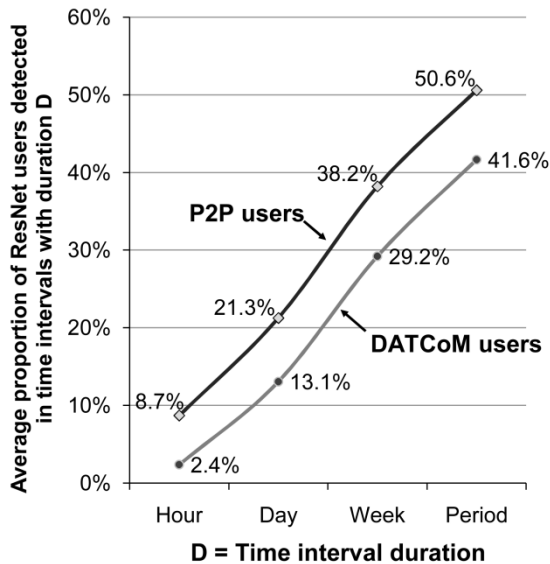 Average proportion of ResNet users detected
in time intervals with duration D
60%
50%
40%
30%
20%
10%
0%
50.6%
41.6%
38.2%
P2P users
29.2%
21.3%
DATCoM users
13.1%
8.7%
2.4%
Hour Day Week Period
D = Time interval duration